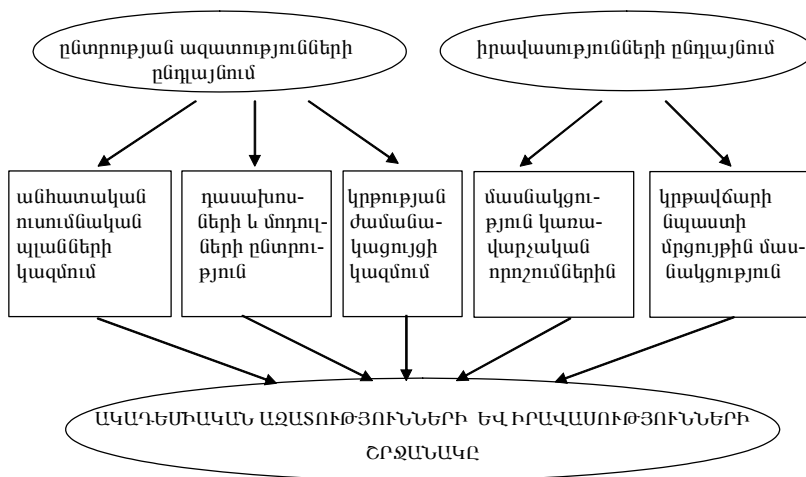 ընտրության ազատությունների
ընդլայնում
իրավասությունների ընդլայնում
անհատական
ուսումնական
պլանների
կազմում
դասախոս-
ների և մոդուլ-
ների ընտրու-
թյուն
կրթության
ժամանա-
կացույցի
կազմում
մասնակցու-
թյուն կառա-
վարչական
որոշումներին
կրթավճարի
նպաստի
մրցույթին մաս-
նակցություն
ԱԿԱԴԵՄԻԱԿԱՆ ԱԶԱՏՈՒԹՅՈՒՆՆԵՐԻ ԵՎ ԻՐԱՎԱՍՈՒԹՅՈՒՆՆԵՐԻ
ՇՐՋԱՆԱԿԸ